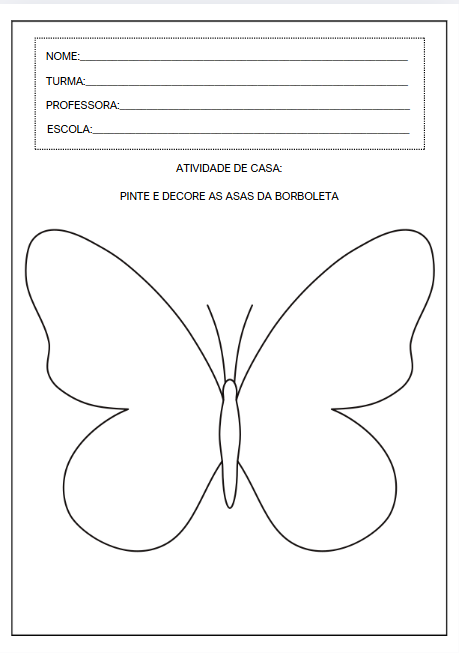 NOME:
TURMA:
PROFESSORA:
ESCOLA:
ATIVIDADE DE CASA:
PINTE E DECORE AS ASAS DA BORBOLETA